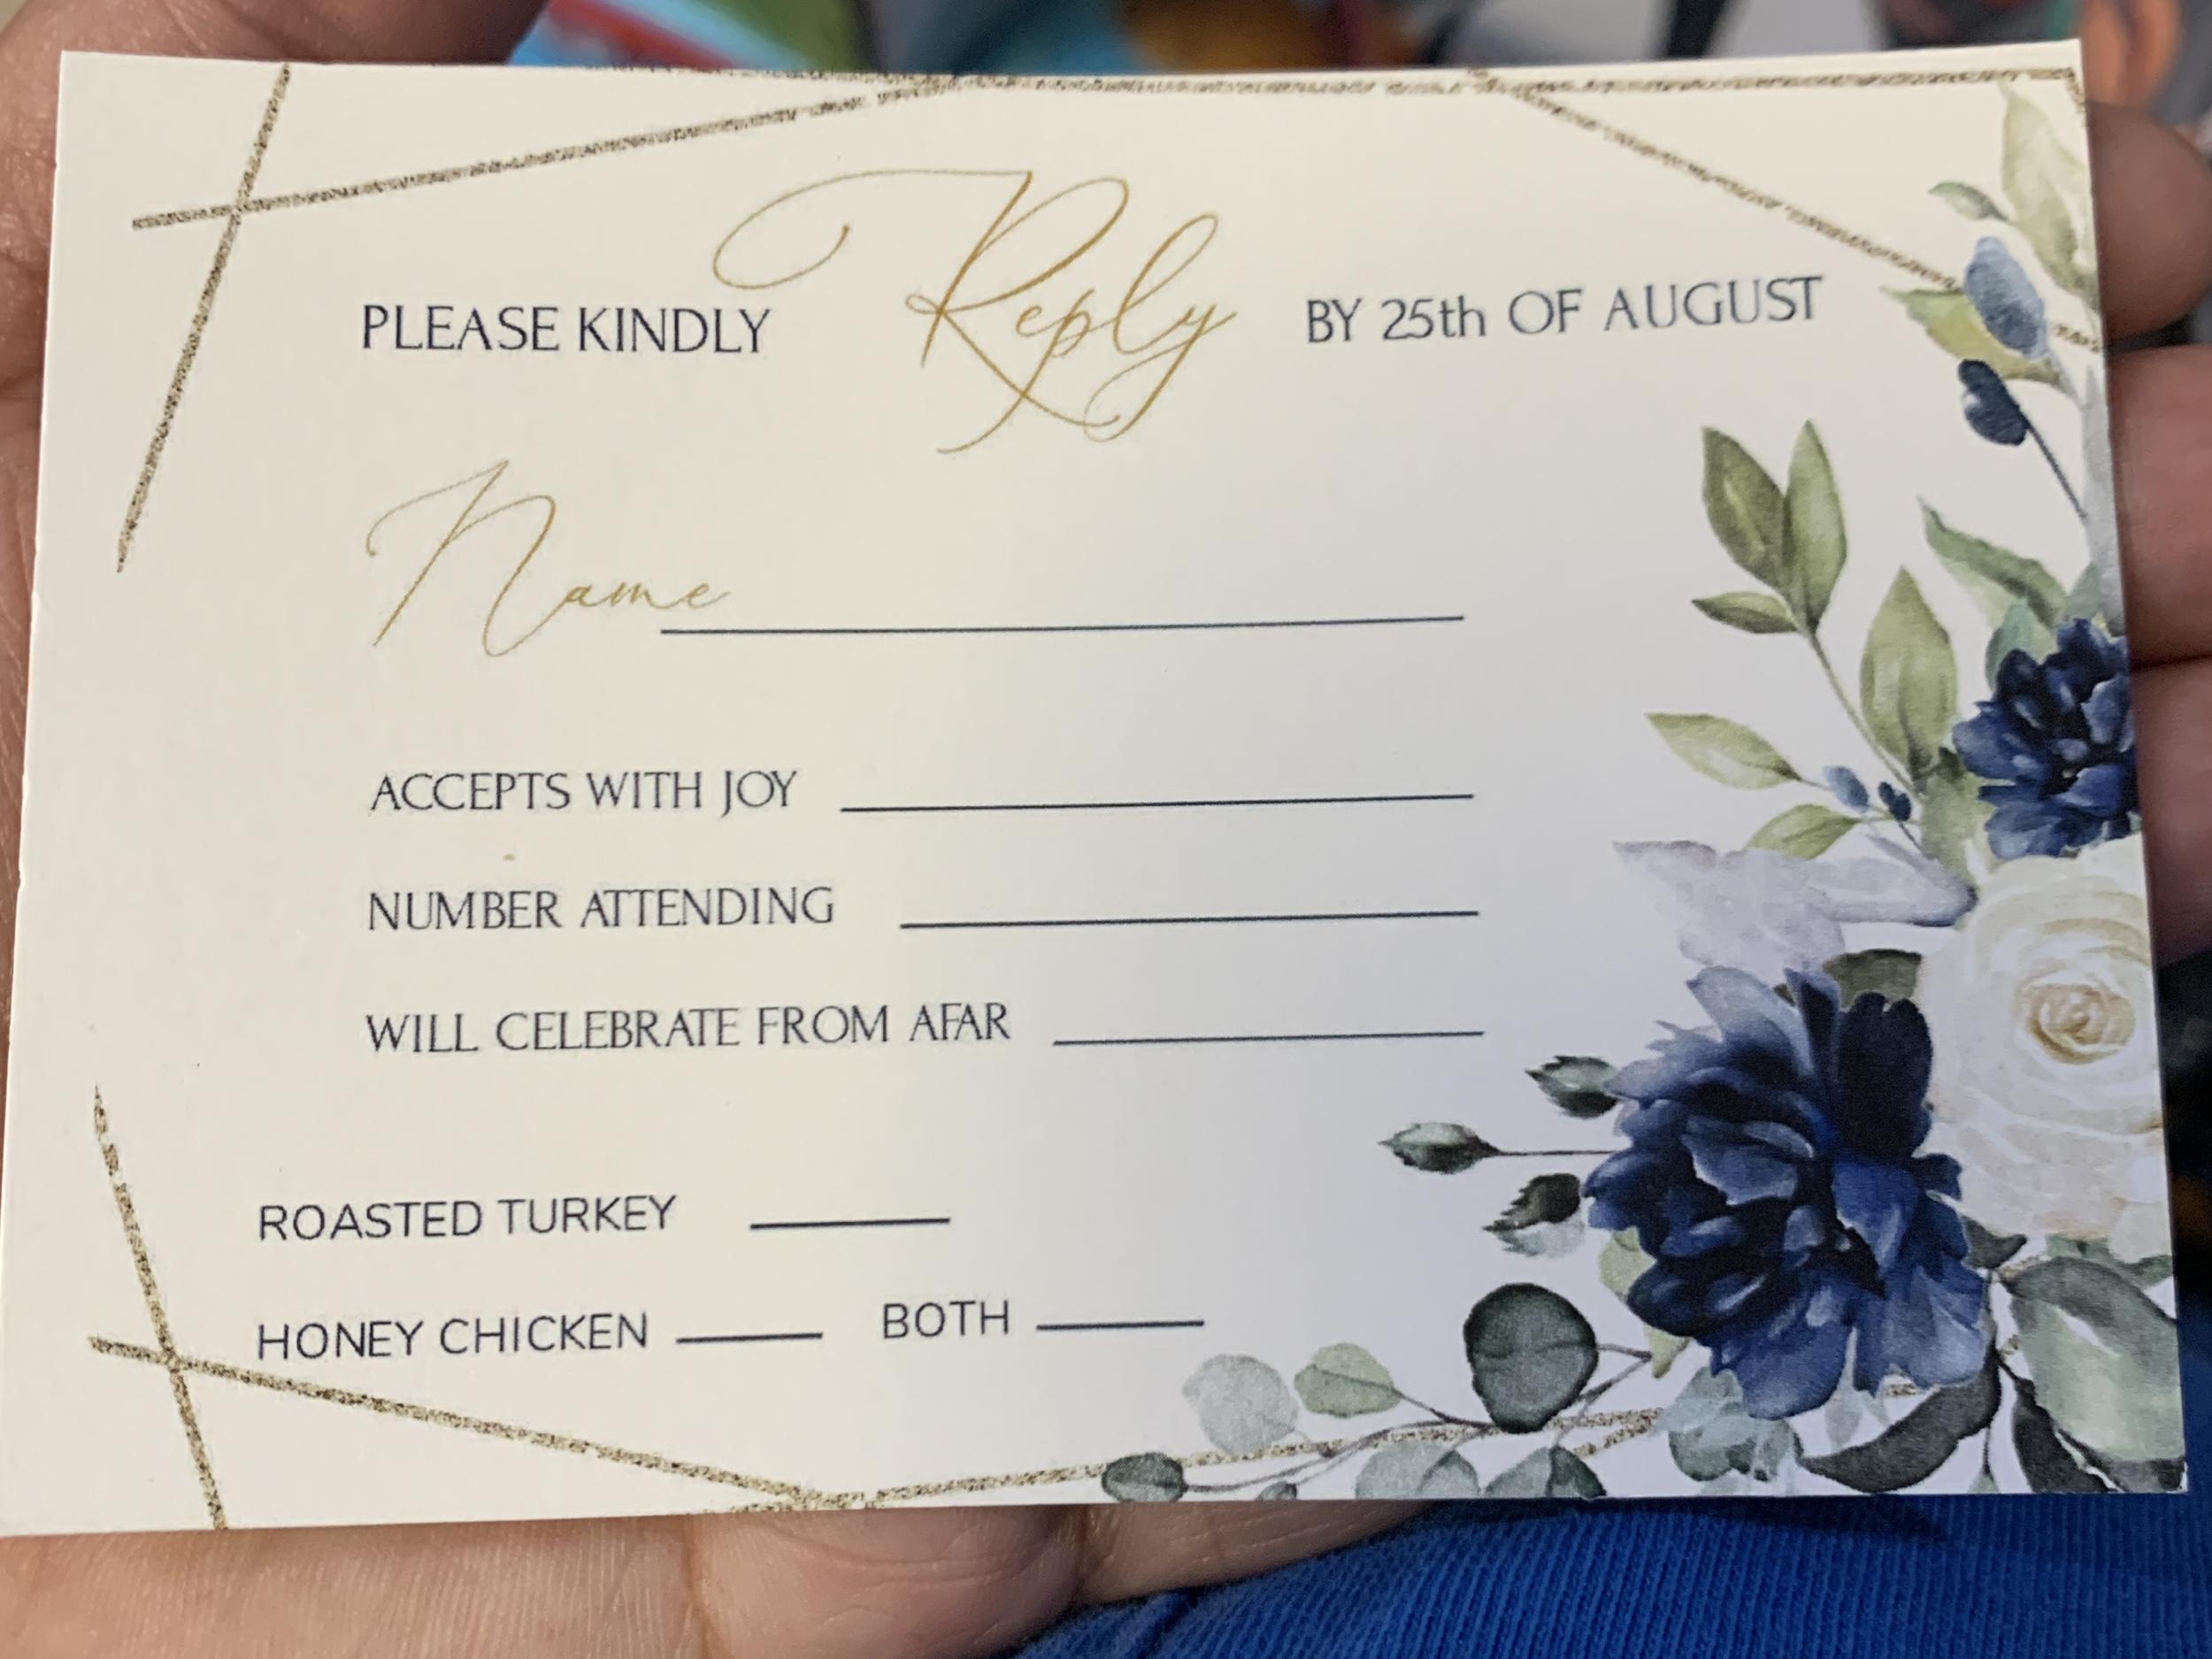 PLEASE KINDLY Reply BY 25th OF AUGUST
Name
ACCEPTS WITH JOY
NUMBER ATTENDING
WILL CELEBRATE FROM AFAR
ROASTED TURKEY
HONEY CHICKEN BOTH